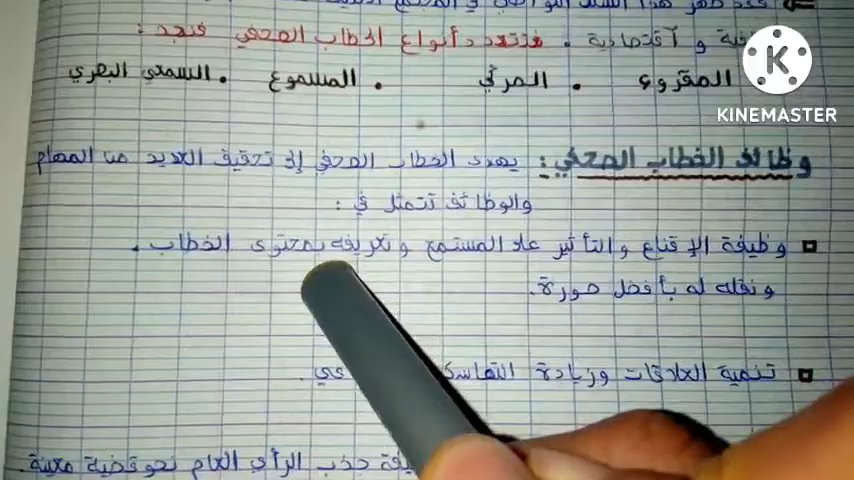 ظهر هذا
و اقتصادية . فتتعدد أنواع الخطاب الصحفي فنجد :
المقروء . المرئي . المسموع . السمعي البصري
وظائف الخطاب الصحفي : يهدف الخطاب الصحفي إلى تحقيق العديد من المهام
والوظائف تتمثل في :
وظيفة الإقناع والتأثير على المستمع وتعريفه بمحتوى الخطاب .
ونقله له بأفضل صورة .
تنمية العلاقات وزيادة
جذب الرأي العام نحو قضية معينة .
KINEMASTER